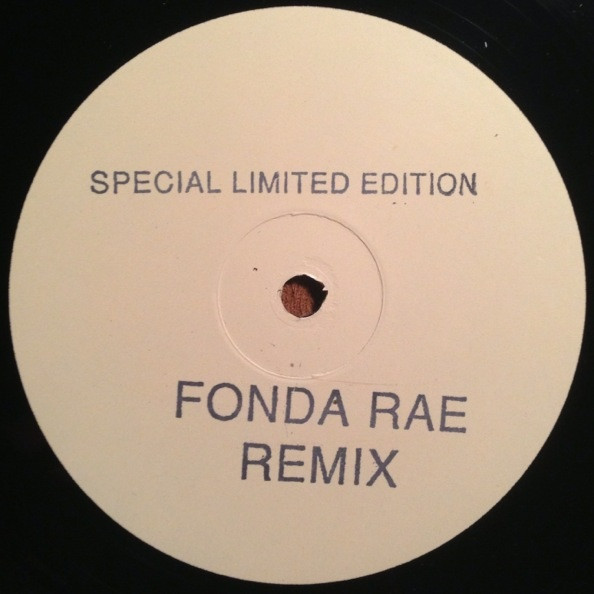 SPECIAL LIMITED EDITION
FONDA RAE
REMIX